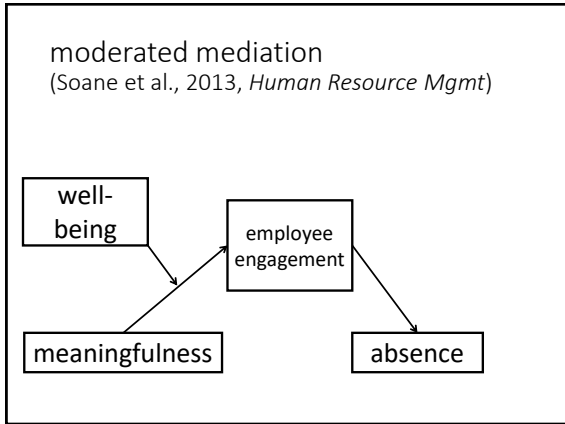 moderated mediation
(Soane et al., 2013, Human Resource Mgmt)
well-
being
employee
engagement
meaningfulness
absence